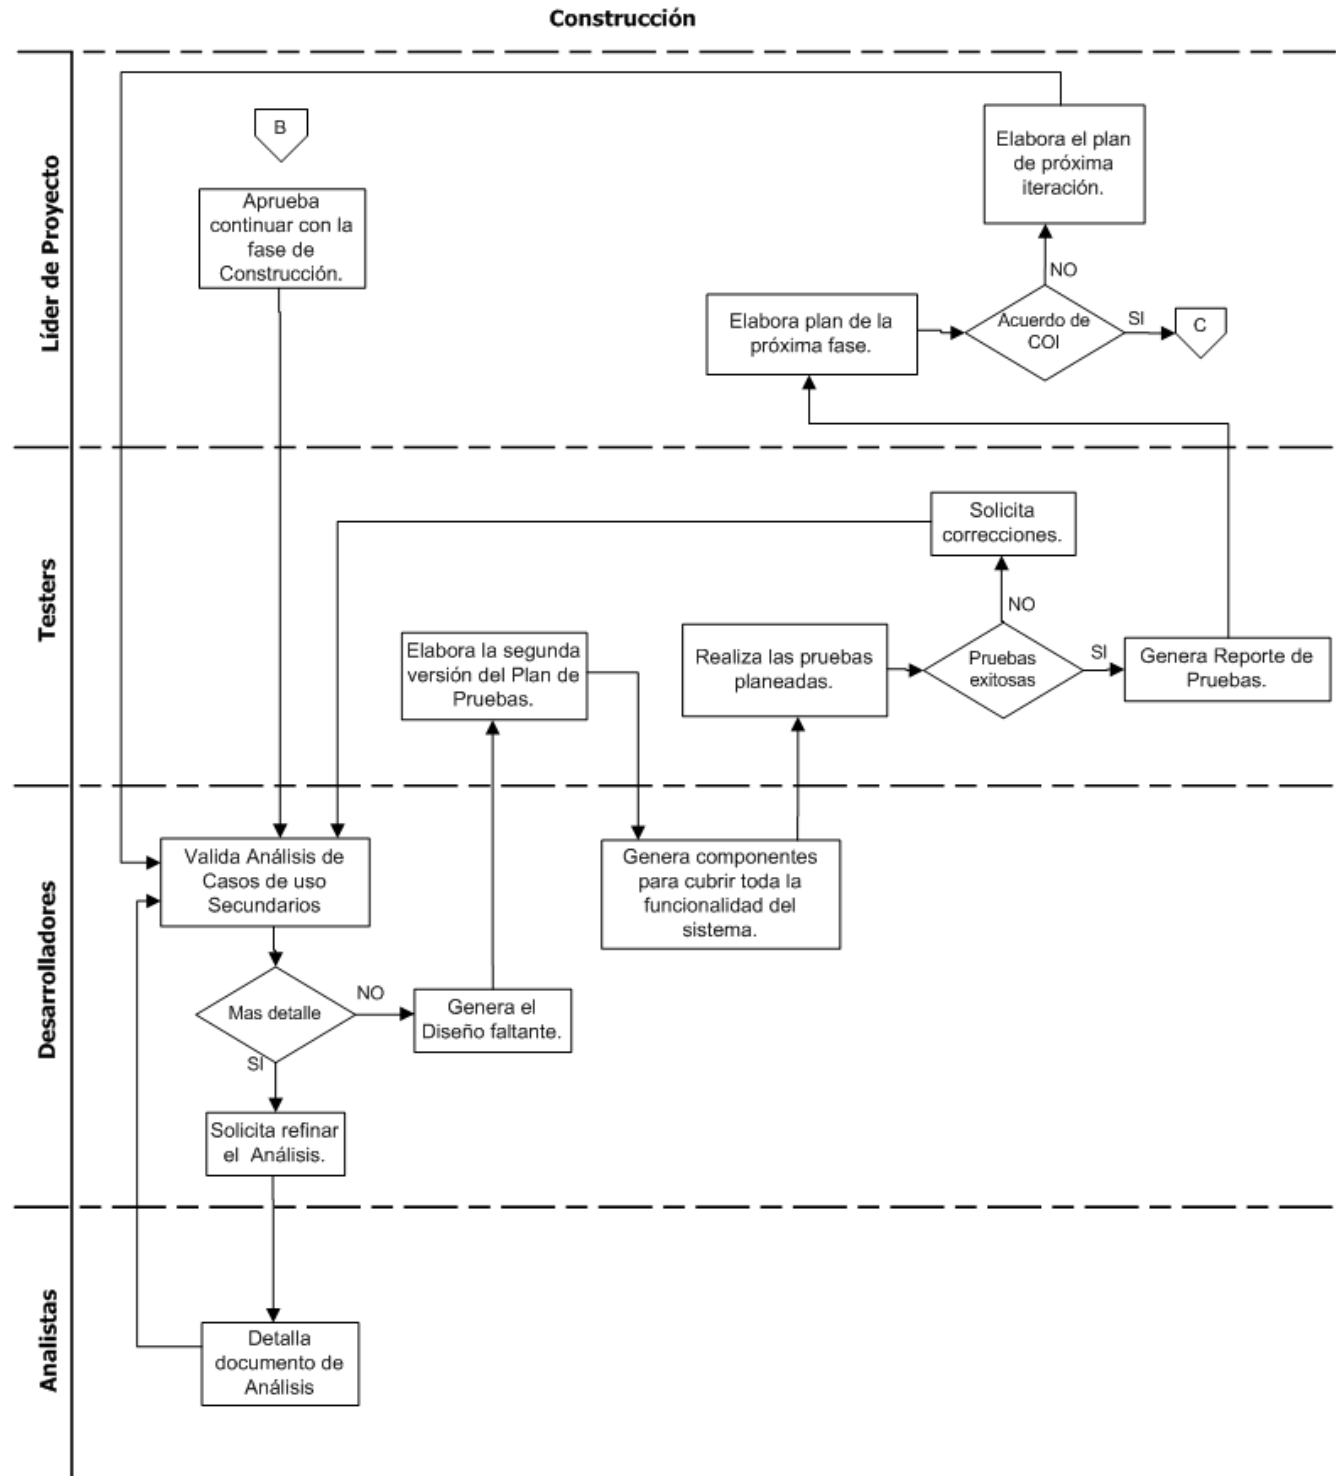 Construcción
Líder de Proyecto
B
Aprueba
continuar con la
fase de
Construcción.
Elabora el plan
de próxima
iteración.
NO
Elabora plan de la
próxima fase.
Acuerdo de
COI
SI
C
Testers
Solicita
correcciones.
NO
Elabora la segunda
versión del Plan de
Pruebas.
Realiza las pruebas
planeadas.
Pruebas
exitosas
SI
Genera Reporte de
Pruebas.
Desarrolladores
Valida Análisis de
Casos de uso
Secundarios
Genera componentes
para cubrir toda la
funcionalidad del
sistema.
Mas detalle
NO
Genera el
Diseño faltante.
SI
Solicita refinar
el Análisis.
Analistas
Detalla
documento de
Análisis